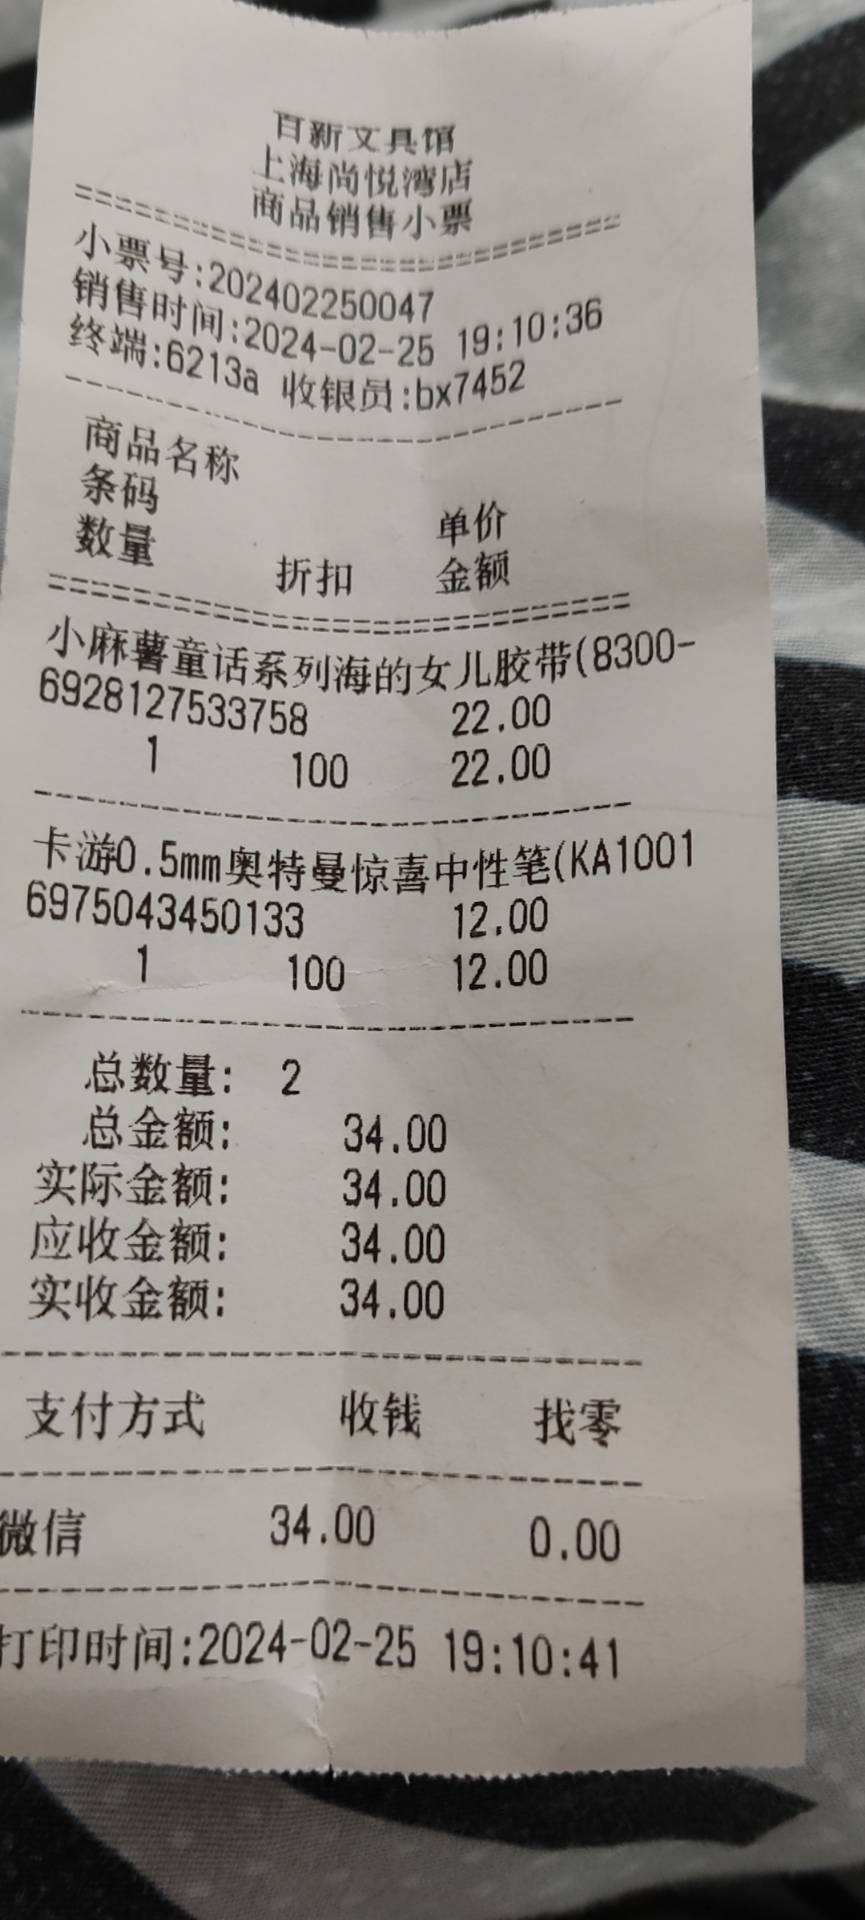 百新文具馆
上海尚悦湾店
商品销售小票
==============================
小票号:202402250047
销售时间:2024-02-25 19:10:36
终端:6213a 收银员:bx7452
------------------------------
商品名称
条码 单价
数量 折扣 金额
==============================
小麻薯童话系列海的女儿胶带(8300-
6928127533758 22.00
1 100 22.00
------------------------------
卡游0.5mm奥特曼惊喜中性笔(KA1001
6975043450133 12.00
1 100 12.00
------------------------------
总数量: 2
总金额: 34.00
实际金额: 34.00
应收金额: 34.00
实收金额: 34.00
------------------------------
支付方式 收钱 找零
------------------------------
微信 34.00 0.00
------------------------------
打印时间:2024-02-25 19:10:41